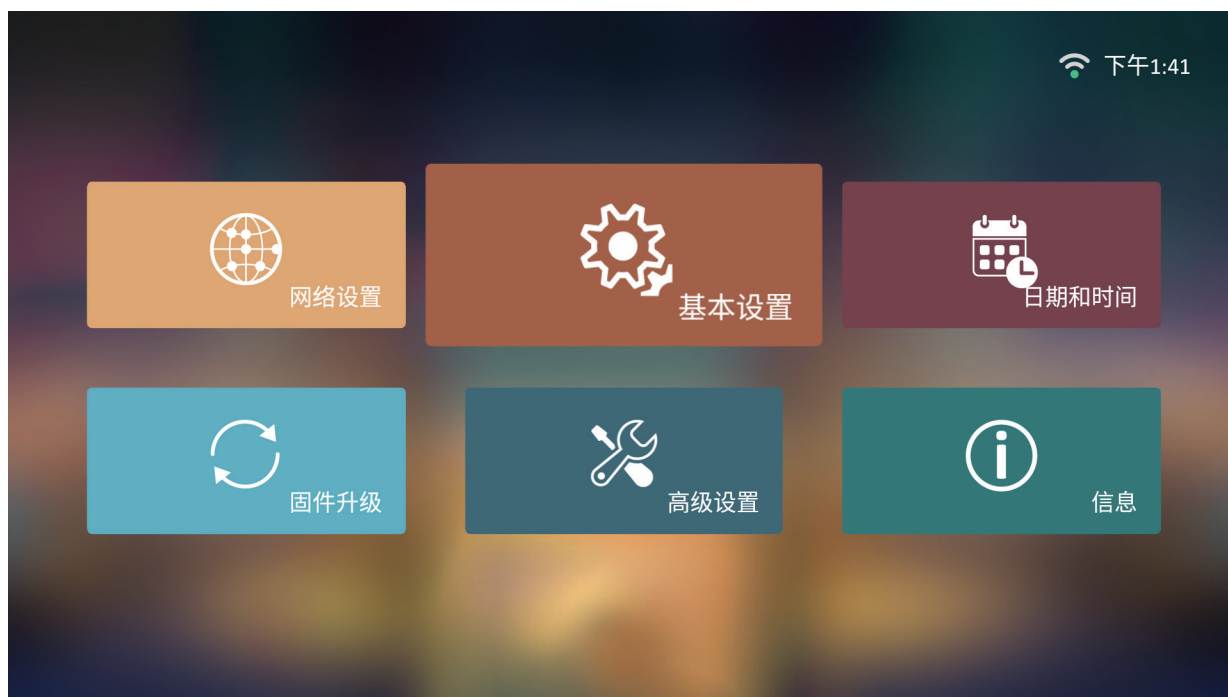 下午1:41
网络设置
基本设置
日期和时间
固件升级
高级设置
信息